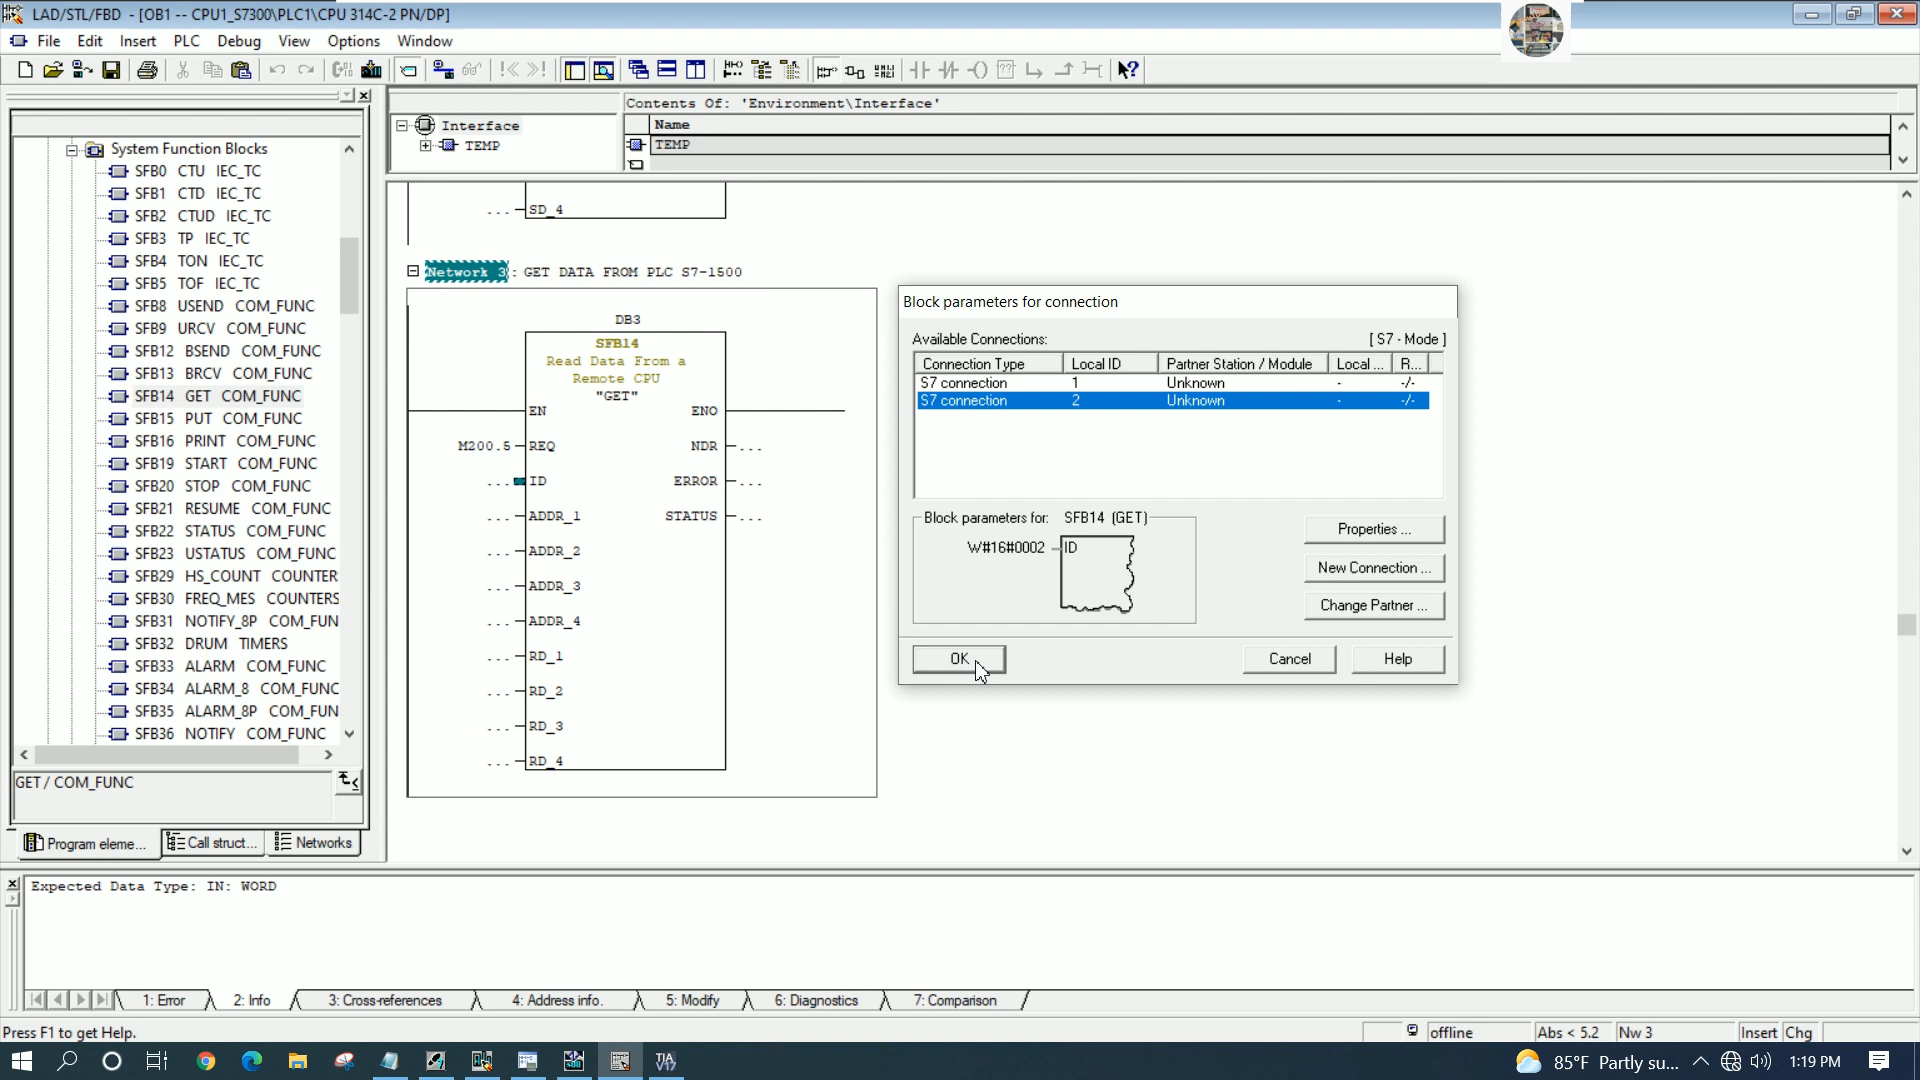 LAD/STL/FBD - [OB1 -- CPU1_S7300\PLC1\CPU 314C-2 PN/DP]
File Edit Insert PLC Debug View Options Window
Contents Of: 'Environment\Interface'
Interface
TEMP
Name
TEMP
System Function Blocks
SFB0 CTU IEC_TC
SFB1 CTD IEC_TC
SFB2 CTUD IEC_TC
SFB3 TP IEC_TC
SFB4 TON IEC_TC
SFB5 TOF IEC_TC
SFB8 USEND COM_FUNC
SFB9 URCV COM_FUNC
SFB12 BSEND COM_FUNC
SFB13 BRCV COM_FUNC
SFB14 GET COM_FUNC
SFB15 PUT COM_FUNC
SFB16 PRINT COM_FUNC
SFB19 START COM_FUNC
SFB20 STOP COM_FUNC
SFB21 RESUME COM_FUNC
SFB22 STATUS COM_FUNC
SFB23 USTATUS COM_FUNC
SFB29 HS_COUNT COUNTER
SFB30 FREQ_MES COUNTERS
SFB31 NOTIFY_8P COM_FUN
SFB32 DRUM TIMERS
SFB33 ALARM COM_FUNC
SFB34 ALARM_8 COM_FUNC
SFB35 ALARM_8P COM_FUN
SFB36 NOTIFY COM_FUNC
GET / COM_FUNC
Program eleme... Call struct... Networks
... SD_4
Network 3 : GET DATA FROM PLC S7-1500
DB3
SFB14
Read Data From a
Remote CPU
"GET"
EN ENO
M200.5 REQ NDR ...
... ID ERROR ...
... ADDR_1 STATUS ...
... ADDR_2
... ADDR_3
... ADDR_4
... RD_1
... RD_2
... RD_3
... RD_4
Block parameters for connection
Available Connections: [ S7 - Mode ]
Connection Type Local ID Partner Station / Module Local ... R...
S7 connection 1 Unknown - -/-
S7 connection 2 Unknown - -/-
Block parameters for: SFB14 (GET)
W#16#0002 ID
Properties ...
New Connection ...
Change Partner ...
OK Cancel Help
Expected Data Type: IN: WORD
1: Error 2: Info 3: Cross-references 4: Address info. 5: Modify 6: Diagnostics 7: Comparison
Press F1 to get Help.
offline Abs < 5.2 Nw 3 Insert Chg
TIA V17
85°F Partly su... 1:19 PM